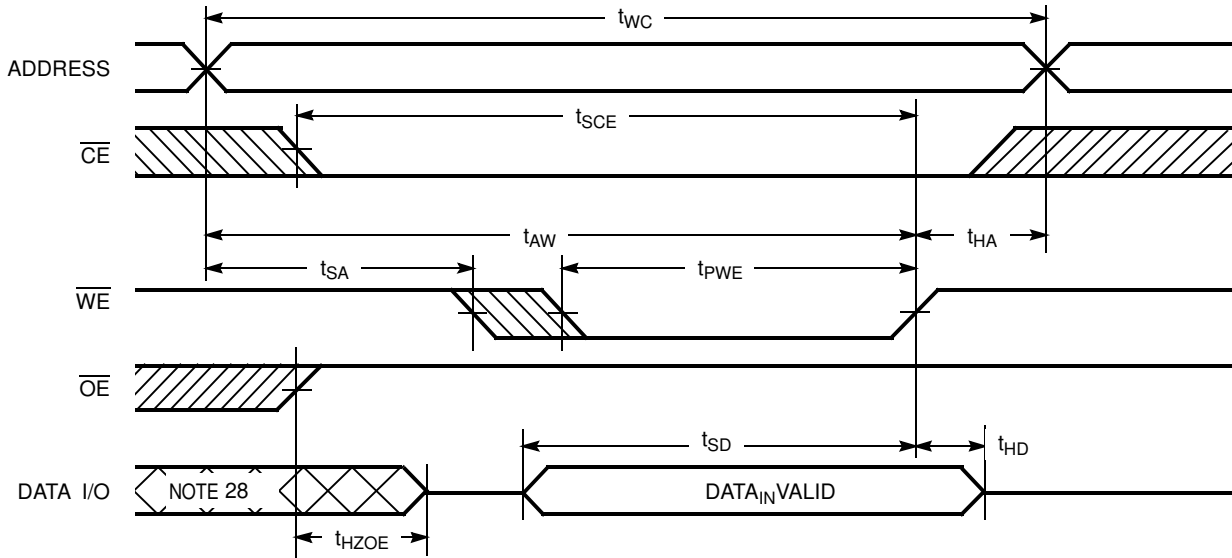 tWC
ADDRESS
tSCE
CE
tAW
tHA
tSA
tPWE
WE
OE
tSD
tHD
DATA I/O
NOTE 28
DATAINVALID
tHZOE